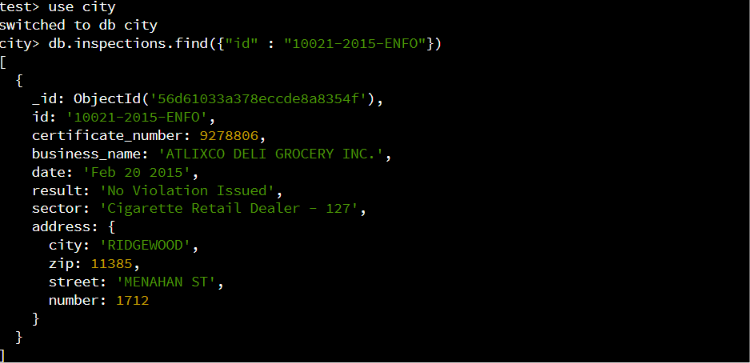 test> use city
switched to db city
city> db.inspections.find({"id" : "10021-2015-ENFO"})
[
  {
    _id: ObjectId('56d61033a378eccde8a8354f'),
    id: '10021-2015-ENFO',
    certificate_number: 9278806,
    business_name: 'ATLIXCO DELI GROCERY INC.',
    date: 'Feb 20 2015',
    result: 'No Violation Issued',
    sector: 'Cigarette Retail Dealer - 127',
    address: {
      city: 'RIDGEWOOD',
      zip: 11385,
      street: 'MENAHAN ST',
      number: 1712
    }
  }
]